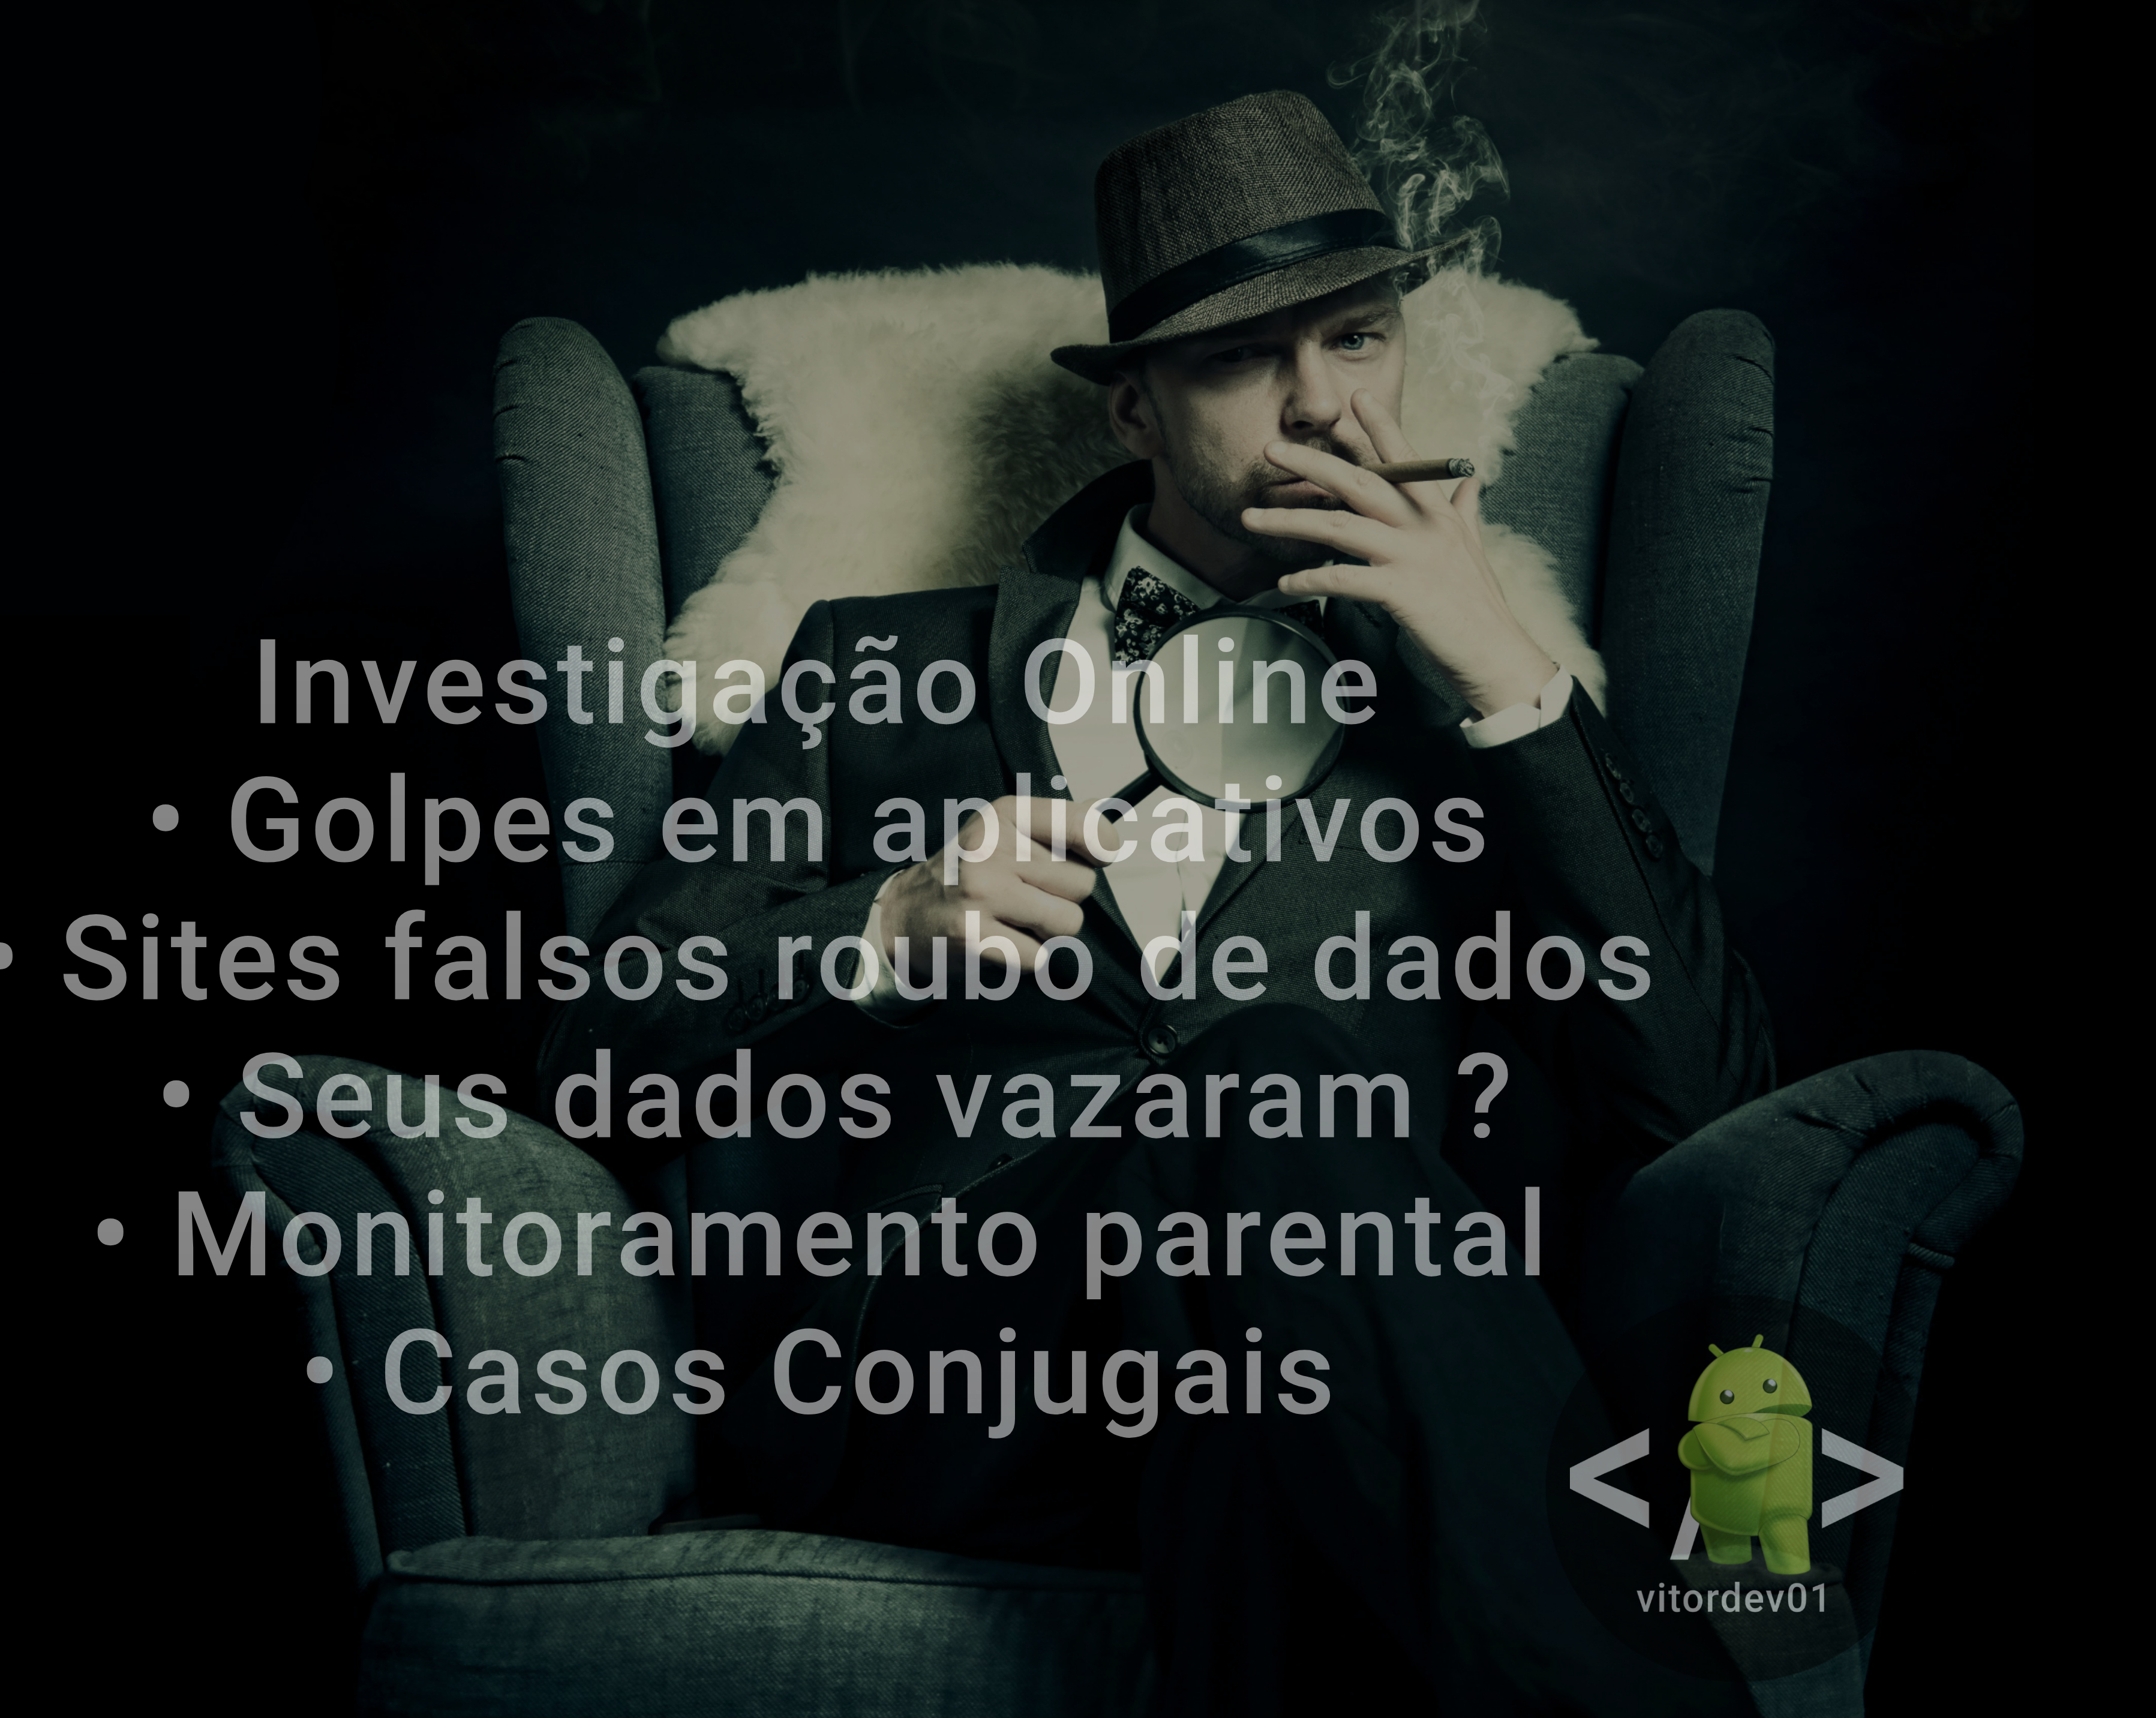 Investigação Online
• Golpes em aplicativos
• Sites falsos roubo de dados
• Seus dados vazaram ?
• Monitoramento parental
• Casos Conjugais
</>
vitordev01